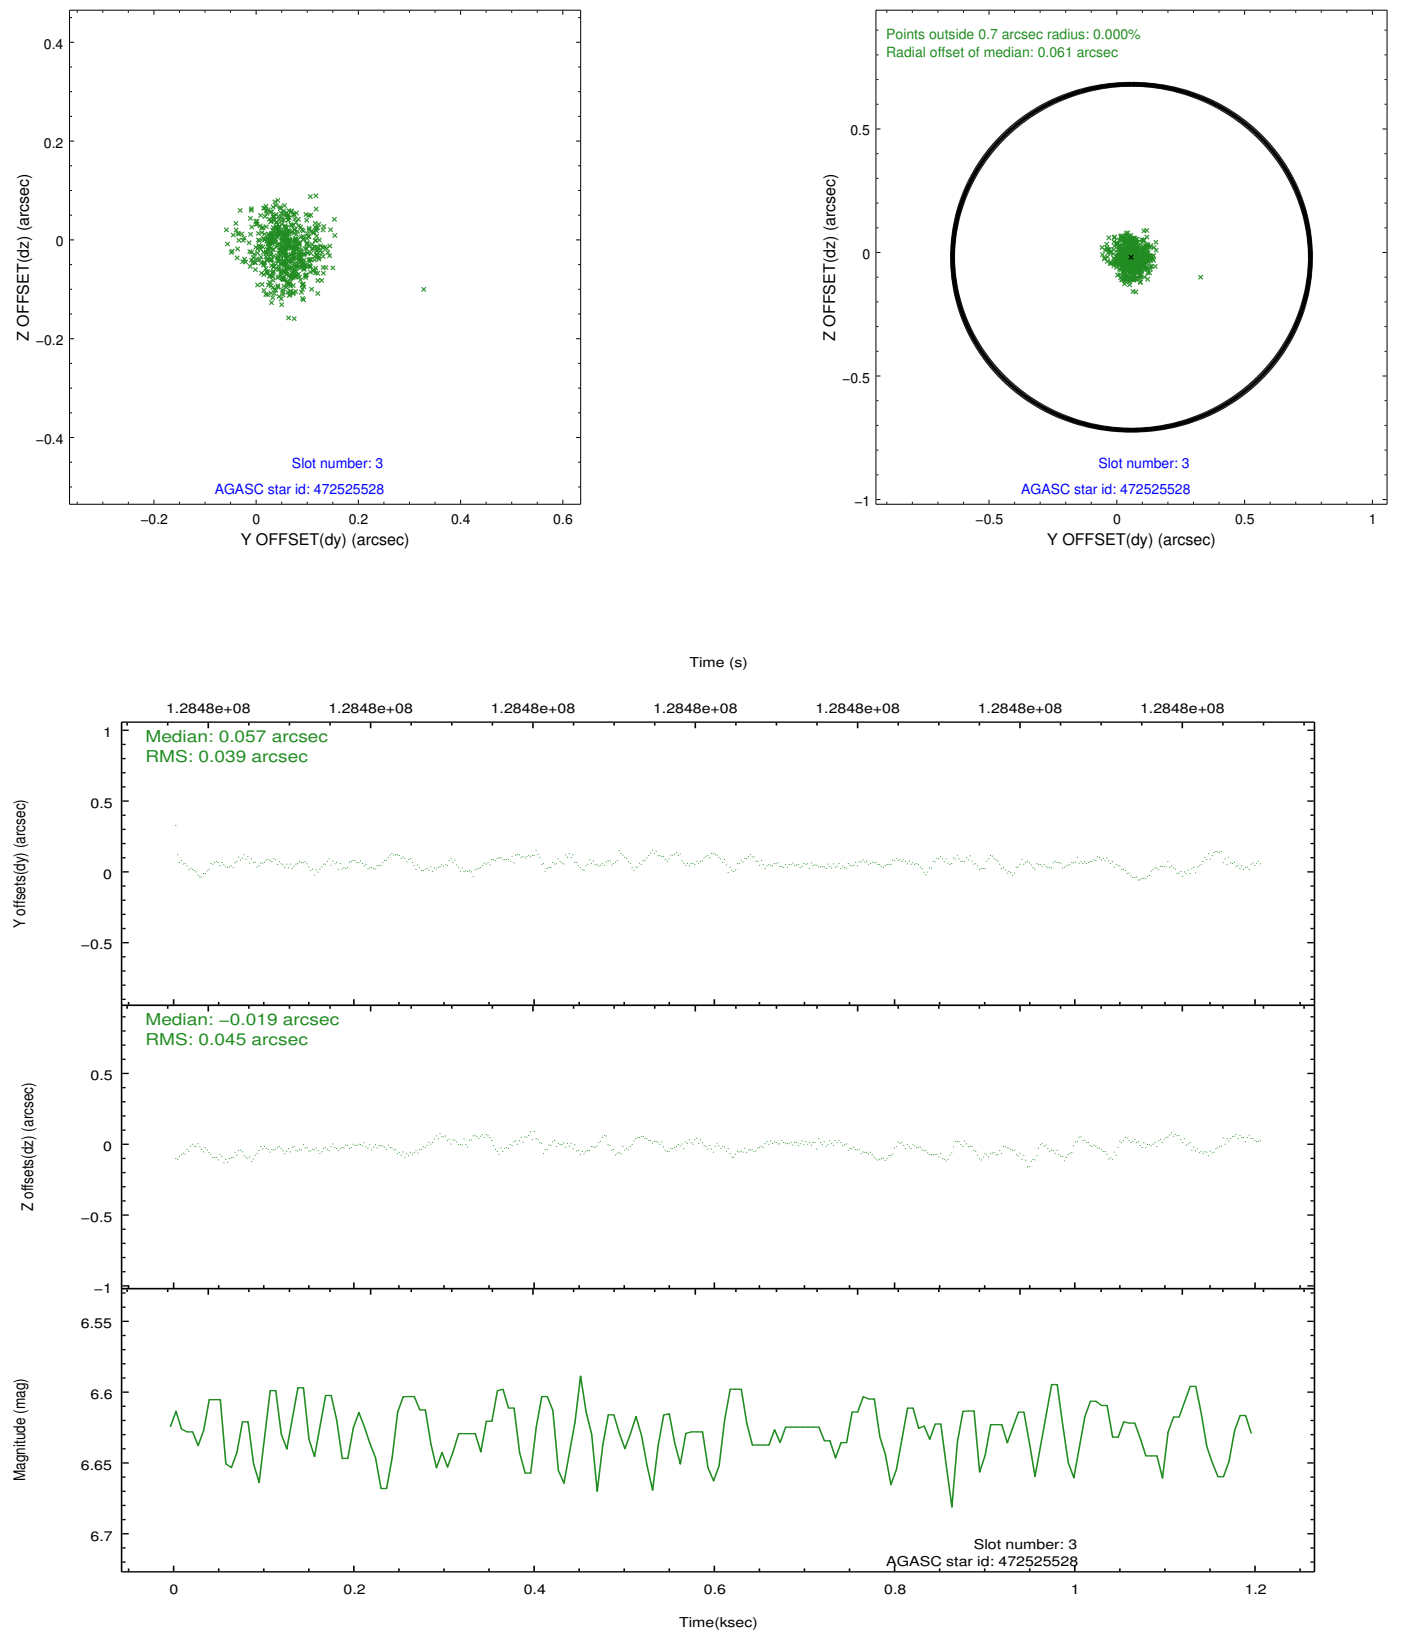 0.4
0.2
0
−0.2
−0.4
Z OFFSET(dz) (arcsec)
Slot number: 3
AGASC star id: 472525528
−0.2 0 0.2 0.4 0.6
Y OFFSET(dy) (arcsec)
Points outside 0.7 arcsec radius: 0.000%
Radial offset of median: 0.061 arcsec
0.5
0
−0.5
−1
Z OFFSET(dz) (arcsec)
Slot number: 3
AGASC star id: 472525528
−0.5 0 0.5 1
Y OFFSET(dy) (arcsec)
Time (s)
1.2848e+08 1.2848e+08 1.2848e+08 1.2848e+08 1.2848e+08 1.2848e+08 1.2848e+08
Median: 0.057 arcsec
RMS: 0.039 arcsec
1
0.5
0
−0.5
Y offsets(dy) (arcsec)
Median: −0.019 arcsec
RMS: 0.045 arcsec
0.5
0
−0.5
−1
Z offsets(dz) (arcsec)
6.55
6.6
6.65
6.7
Magnitude (mag)
Slot number: 3
AGASC star id: 472525528
0 0.2 0.4 0.6 0.8 1 1.2
Time(ksec)